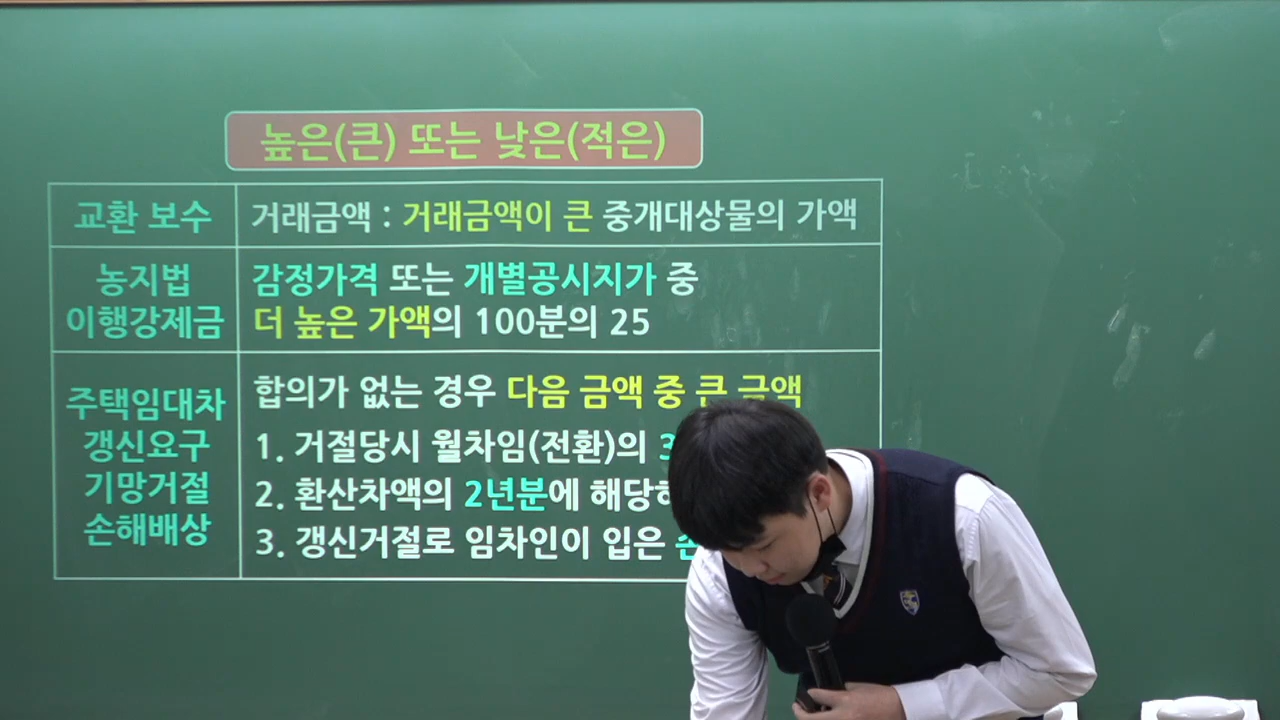 높은(큰) 또는 낮은(적은)
교환 보수
거래금액 : 거래금액이 큰 중개대상물의 가액
농지법
이행강제금
감정가격 또는 개별공시지가 중
더 높은 가액의 100분의 25
주택임대차
갱신요구
기망거절
손해배상
합의가 없는 경우 다음 금액 중 큰 금액
1. 거절당시 월차임(전환)의
2. 환산차액의 2년분에
3. 갱신거절로 임차인이 입은